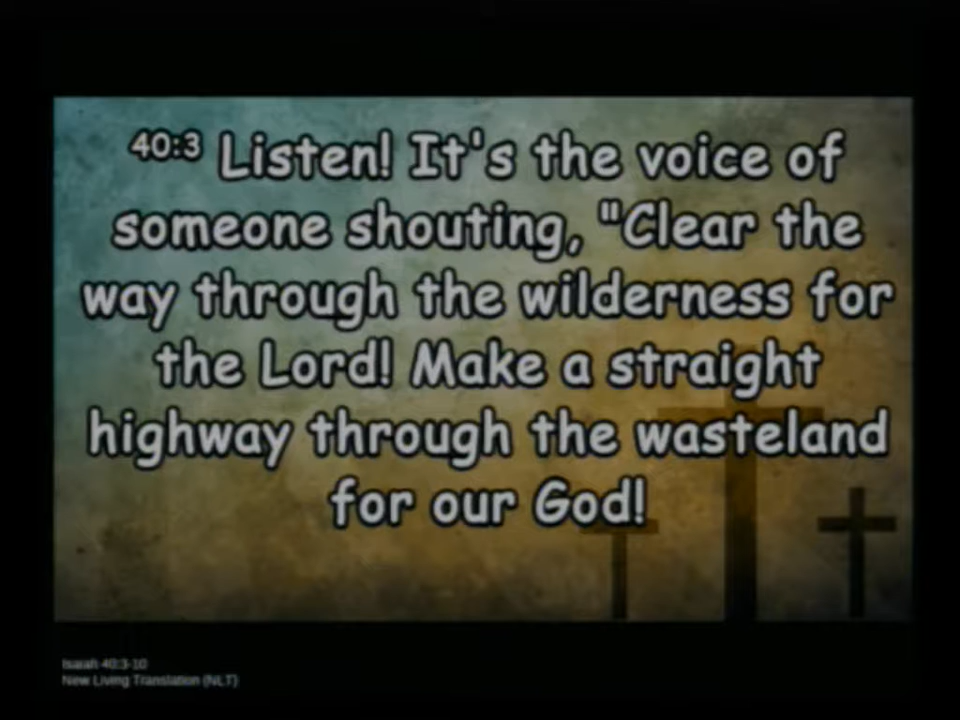 40:3 Listen! It's the voice of
someone shouting, "Clear the
way through the wilderness for
the Lord! Make a straight
highway through the wasteland
for our God!
Isaiah 40:3-10
New Living Translation (NLT)